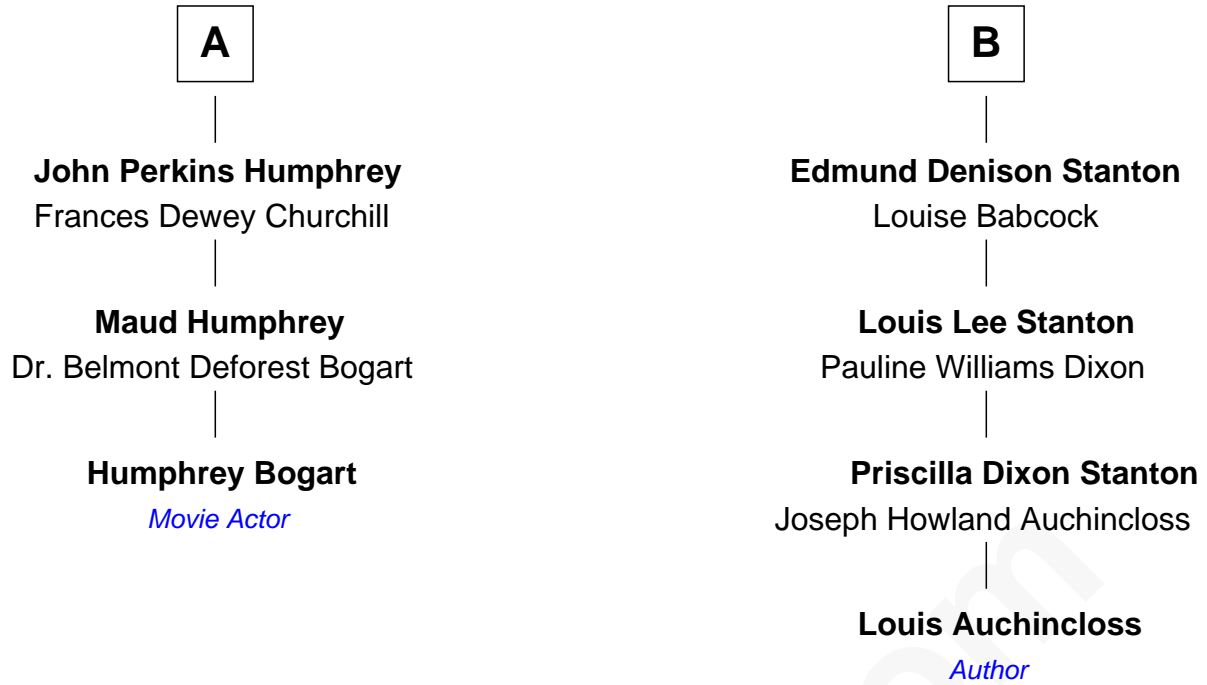 A
John Perkins Humphrey
Frances Dewey Churchill
Maud Humphrey
Dr. Belmont Deforest Bogart
Humphrey Bogart
Movie Actor
B
Edmund Denison Stanton
Louise Babcock
Louis Lee Stanton
Pauline Williams Dixon
Priscilla Dixon Stanton
Joseph Howland Auchincloss
Louis Auchincloss
Author